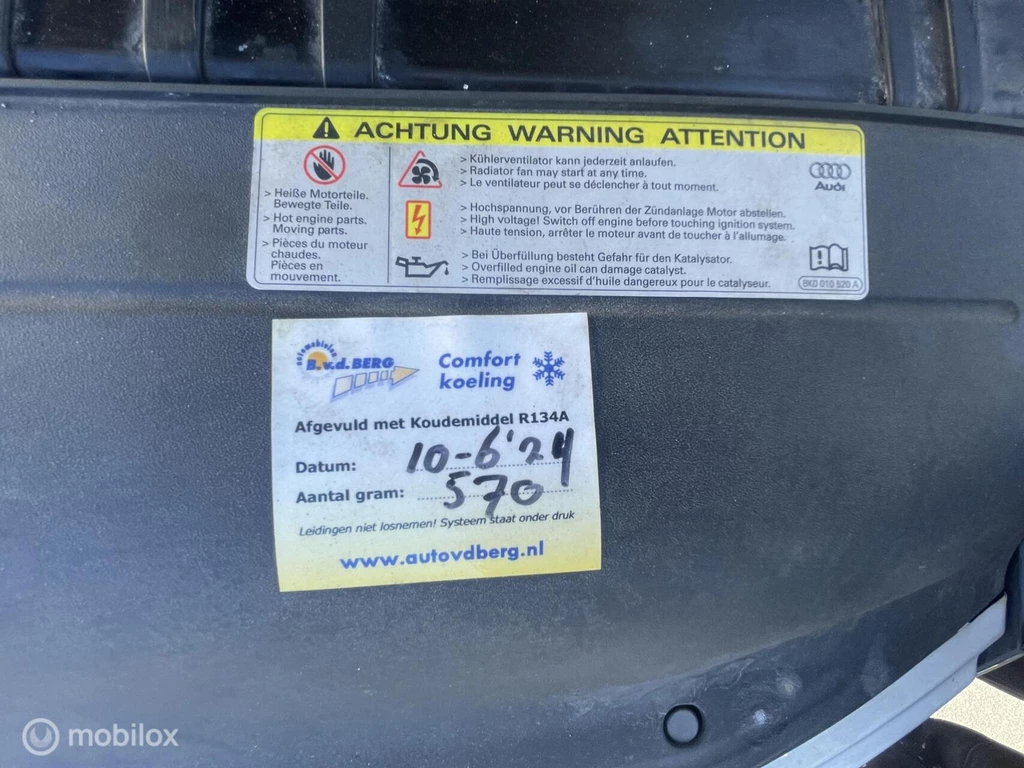 ACHTUNG WARNING ATTENTION
> Heiße Motorteile.
Bewegte Teile.
> Hot engine parts.
Moving parts.
> Pièces du moteur
chaudes.
Pièces en
mouvement.
> Kühlerventilator kann jederzeit anlaufen.
> Radiator fan may start at any time.
> Le ventilateur peut se déclencher à tout moment.
> Hochspannung, vor Berühren der Zündanlage Motor abstellen.
> High voltage! Switch off engine before touching ignition system.
> Haute tension, arrêter le moteur avant de toucher à l'allumage.
> Bei Überfüllung besteht Gefahr für den Katalysator.
> Overfilled engine oil can damage catalyst.
> Remplissage excessif d'huile dangereux pour le catalyseur.
Audi
8K0 010 520 A
automobielen
B.v.d.BERG
Comfort
koeling
Afgevuld met Koudemiddel R134A
Datum: 10-6'24
Aantal gram: 570
Leidingen niet losnemen! Systeem staat onder druk
www.autovdberg.nl
mobilox